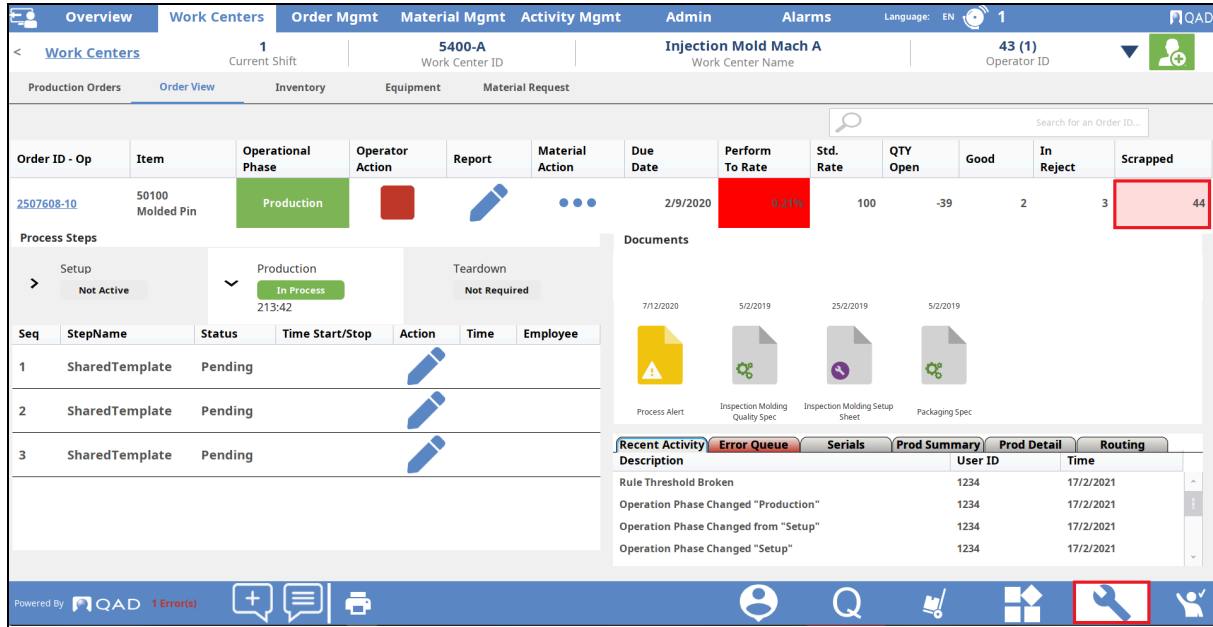 Overview Work Centers Order Mgmt Material Mgmt Activity Mgmt Admin Alarms Language: EN 1 QAD
< Work Centers 1 5400-A Injection Mold Mach A 43 (1)
Current Shift Work Center ID Work Center Name Operator ID
Production Orders Order View Inventory Equipment Material Request
Search for an Order ID...
Order ID - Op Item Operational Phase Operator Action Report Material Action Due Date Perform To Rate Std. Rate QTY Open Good In Reject Scrapped
2507608-10 50100 Molded Pin Production 2/9/2020 0.21% 100 -39 2 3 44
Process Steps
Setup Production Teardown
Not Active In Process Not Required
213:42
Seq StepName Status Time Start/Stop Action Time Employee
1 SharedTemplate Pending
2 SharedTemplate Pending
3 SharedTemplate Pending
Documents
7/12/2020 5/2/2019 25/2/2019 5/2/2019
Process Alert Inspection Molding Quality Spec Inspection Molding Setup Sheet Packaging Spec
Recent Activity Error Queue Serials Prod Summary Prod Detail Routing
Description User ID Time
Rule Threshold Broken 1234 17/2/2021
Operation Phase Changed "Production" 1234 17/2/2021
Operation Phase Changed from "Setup" 1234 17/2/2021
Operation Phase Changed "Setup" 1234 17/2/2021
Powered By QAD 1 Error(s) Q